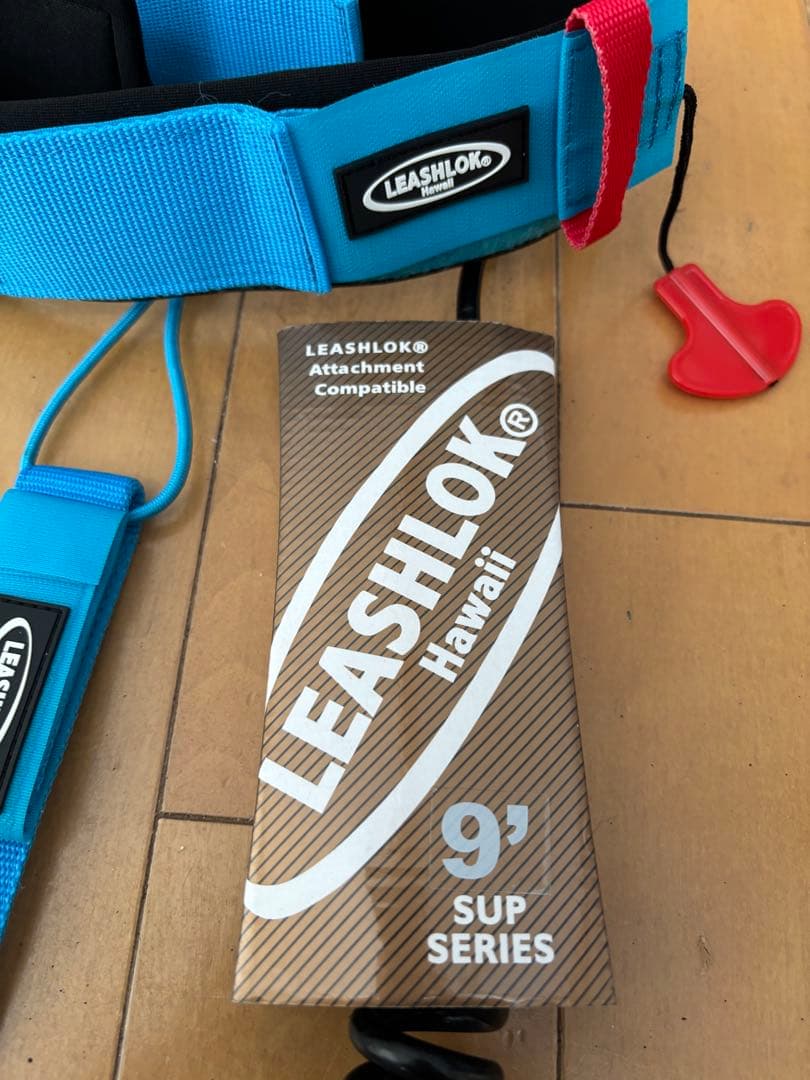 LEASHLOK®
Hawaii
LEASHLOK®
Attachment
Compatible
LEASHLOK®
Hawaii
9’
SUP
SERIES